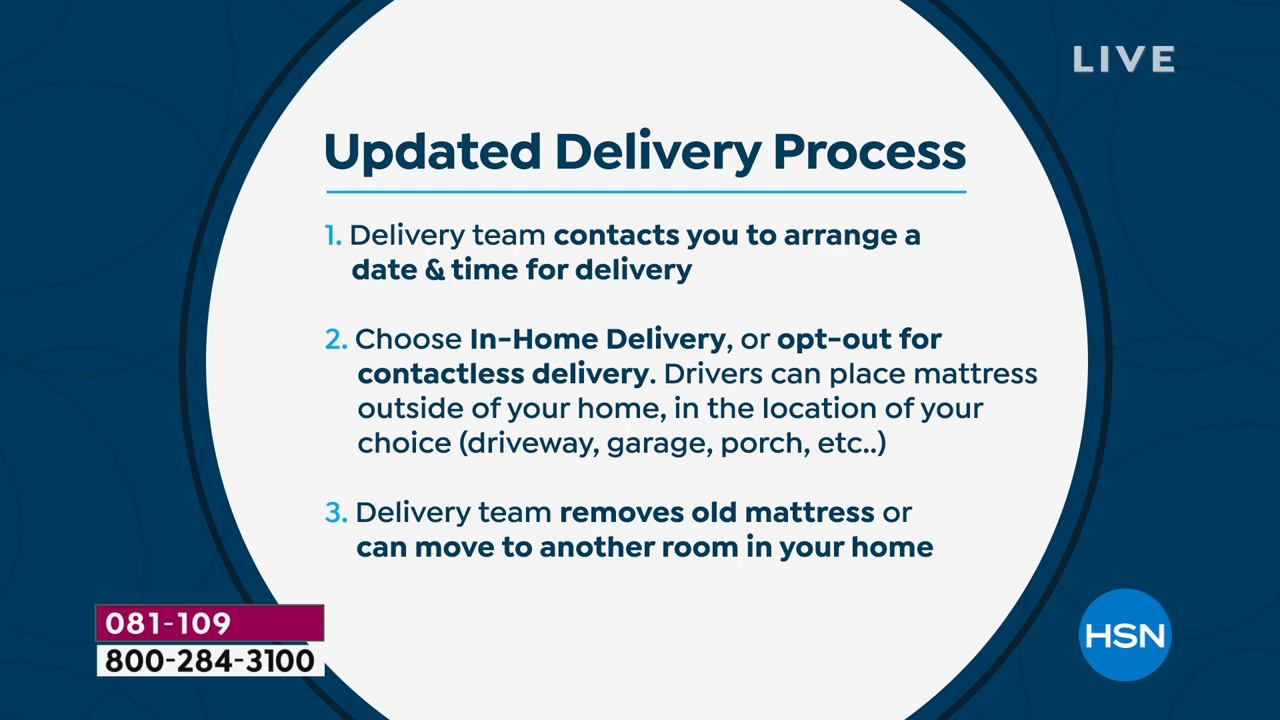 LIVE
Updated Delivery Process
1. Delivery team contacts you to arrange a
date & time for delivery
2. Choose In-Home Delivery, or opt-out for
contactless delivery. Drivers can place mattress
outside of your home, in the location of your
choice (driveway, garage, porch, etc..)
3. Delivery team removes old mattress or
can move to another room in your home
081-109
800-284-3100
HSN